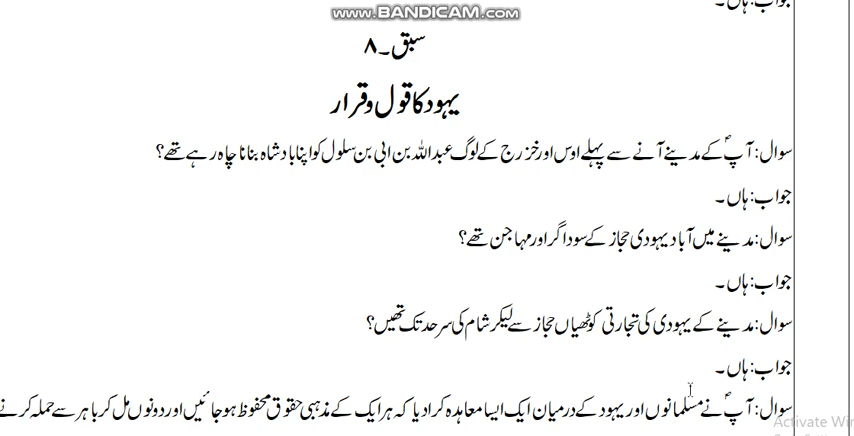 جواب: ہاں ۔
www.BANDICAM.com
سبق ۔ ۸
یہود کا قول و قرار
سوال: آپؐ کے مدینے آنے سے پہلے اوس اور خزرج کے لوگ عبداللہ بن ابی بن سلول کو اپنا بادشاہ بنانا چاہ رہے تھے؟
جواب: ہاں ۔
سوال: مدینے میں آباد یہودی حجاز کے سوداگر اور مہاجن تھے؟
جواب: ہاں ۔
سوال: مدینے کے یہودی کی تجارتی کوٹھیاں حجاز سے لیکر شام کی سرحد تک تھیں؟
جواب: ہاں ۔
سوال: آپؐ نے مسلمانوں اور یہود کے درمیان ایک ایسا معاہدہ کرا دیا کہ ہر ایک کے مذہبی حقوق محفوظ ہو جائیں اور دونوں مل کر باہر سے حملہ کرنے
Activate Win